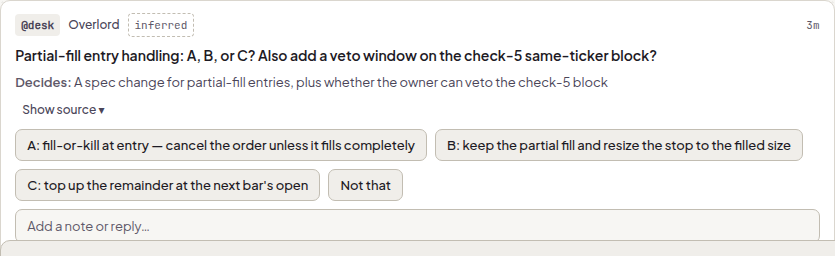 @desk Overlord inferred 3m
Partial-fill entry handling: A, B, or C? Also add a veto window on the check-5 same-ticker block?
Decides: A spec change for partial-fill entries, plus whether the owner can veto the check-5 block
Show source ▾
A: fill-or-kill at entry — cancel the order unless it fills completely B: keep the partial fill and resize the stop to the filled size
C: top up the remainder at the next bar's open Not that
Add a note or reply...